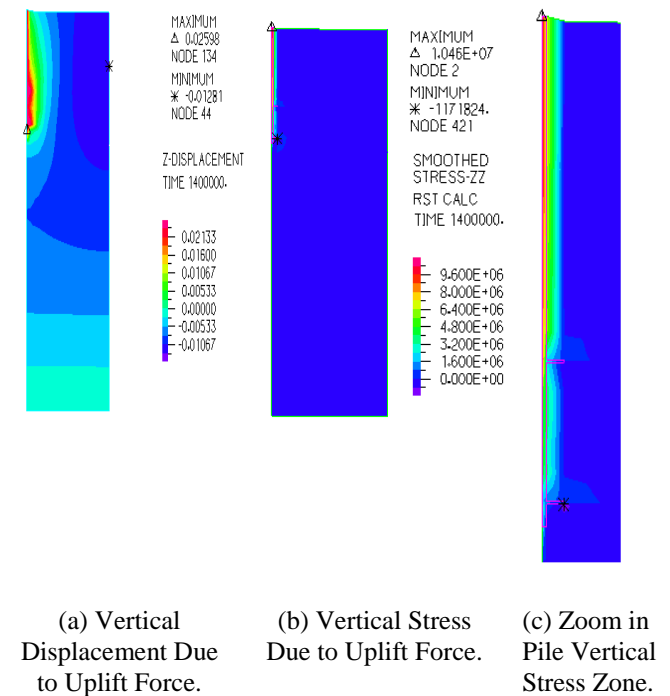 MAXIMUM
Δ 0.02598
NODE 134
MINIMUM
✳ -0.01281
NODE 44
Z-DISPLACEMENT
TIME 1400000.
0.02133
0.01600
0.01067
0.00533
0.00000
-0.00533
-0.01067
MAXIMUM
Δ 1.046E+07
NODE 2
MINIMUM
✳ -1171824.
NODE 421
SMOOTHED
STRESS-ZZ
RST CALC
TIME 1400000.
9.600E+06
8.000E+06
6.400E+06
4.800E+06
3.200E+06
1.600E+06
0.000E+00
(a) Vertical
Displacement Due
to Uplift Force.
(b) Vertical Stress
Due to Uplift Force.
(c) Zoom in
Pile Vertical
Stress Zone.